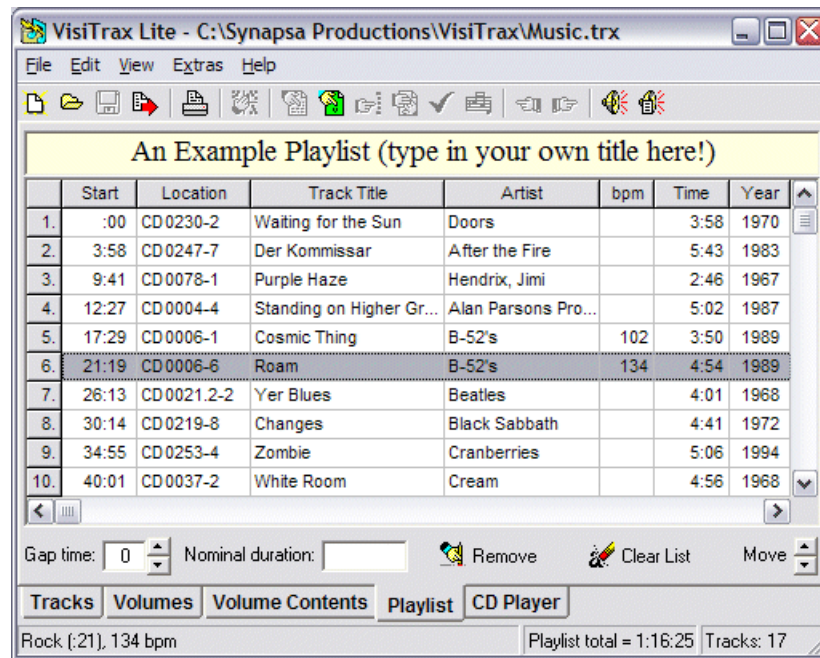 VisiTrax Lite - C:\Synapsa Productions\VisiTrax\Music.trx
File Edit View Extras Help
An Example Playlist (type in your own title here!)
Start Location Track Title Artist bpm Time Year
1. :00 CD0230-2 Waiting for the Sun Doors 3:58 1970
2. 3:58 CD0247-7 Der Kommissar After the Fire 5:43 1983
3. 9:41 CD0078-1 Purple Haze Hendrix, Jimi 2:46 1967
4. 12:27 CD0004-4 Standing on Higher Gr... Alan Parsons Pro... 5:02 1987
5. 17:29 CD0006-1 Cosmic Thing B-52's 102 3:50 1989
6. 21:19 CD0006-6 Roam B-52's 134 4:54 1989
7. 26:13 CD0021.2-2 Yer Blues Beatles 4:01 1968
8. 30:14 CD0219-8 Changes Black Sabbath 4:41 1972
9. 34:55 CD0253-4 Zombie Cranberries 5:06 1994
10. 40:01 CD0037-2 White Room Cream 4:56 1968
Gap time: 0 Nominal duration: Remove Clear List Move
Tracks Volumes Volume Contents Playlist CD Player
Rock (:21), 134 bpm Playlist total = 1:16:25 Tracks: 17